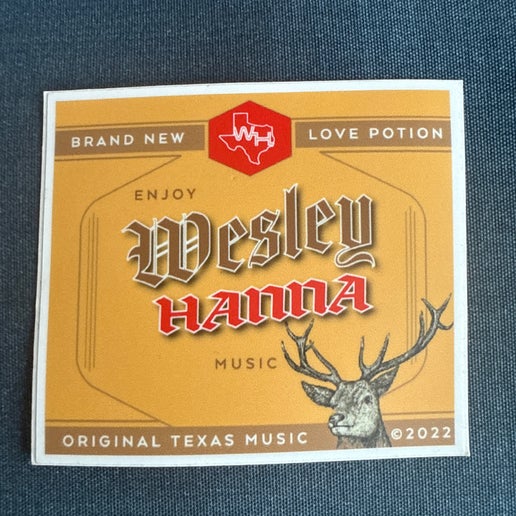 WH
BRAND NEW LOVE POTION
ENJOY
Wesley
HANNA
MUSIC
ORIGINAL TEXAS MUSIC ©2022